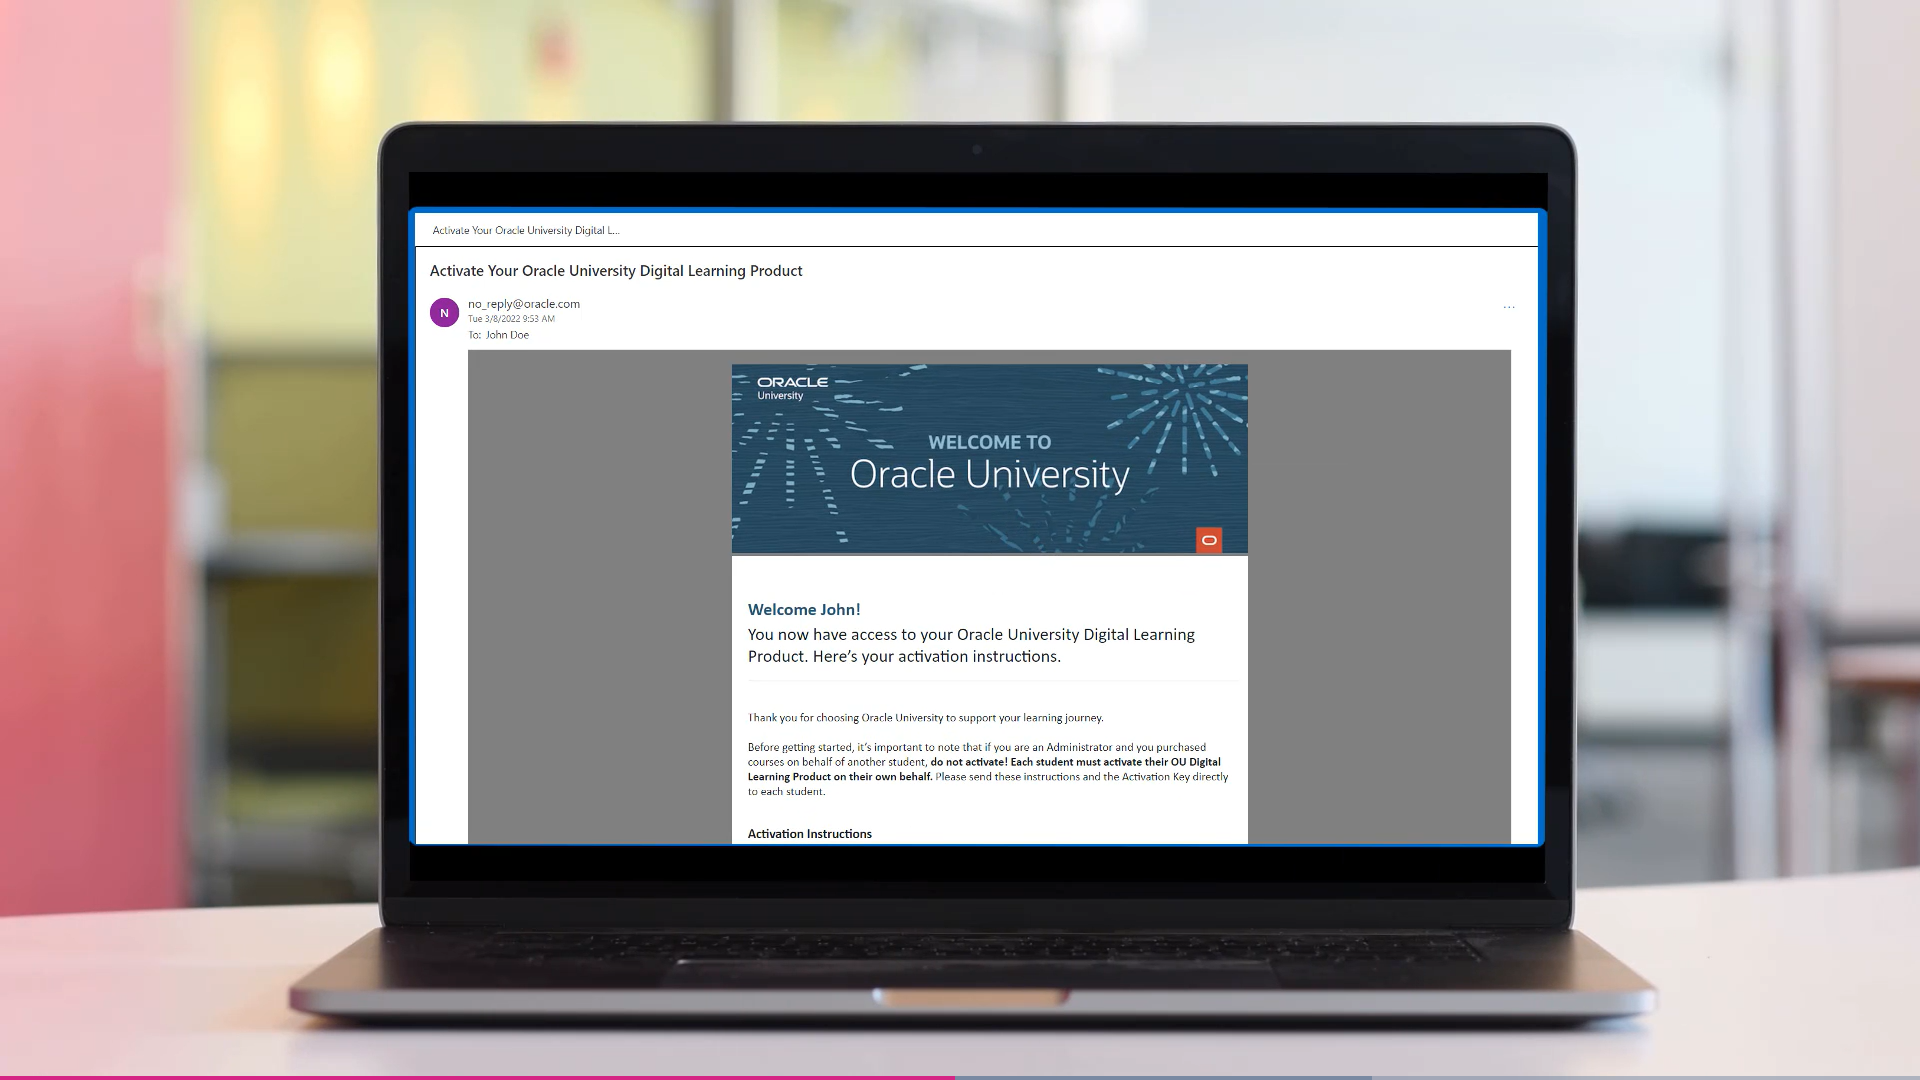 Activate Your Oracle University Digital L...
Activate Your Oracle University Digital Learning Product
N
no_reply@oracle.com
Tue 3/8/2022 9:53 AM
To: John Doe
ORACLE
University
WELCOME TO
Oracle University
Welcome John!
You now have access to your Oracle University Digital Learning
Product. Here’s your activation instructions.
Thank you for choosing Oracle University to support your learning journey.
Before getting started, it’s important to note that if you are an Administrator and you purchased
courses on behalf of another student, do not activate! Each student must activate their OU Digital
Learning Product on their own behalf. Please send these instructions and the Activation Key directly
to each student.
Activation Instructions